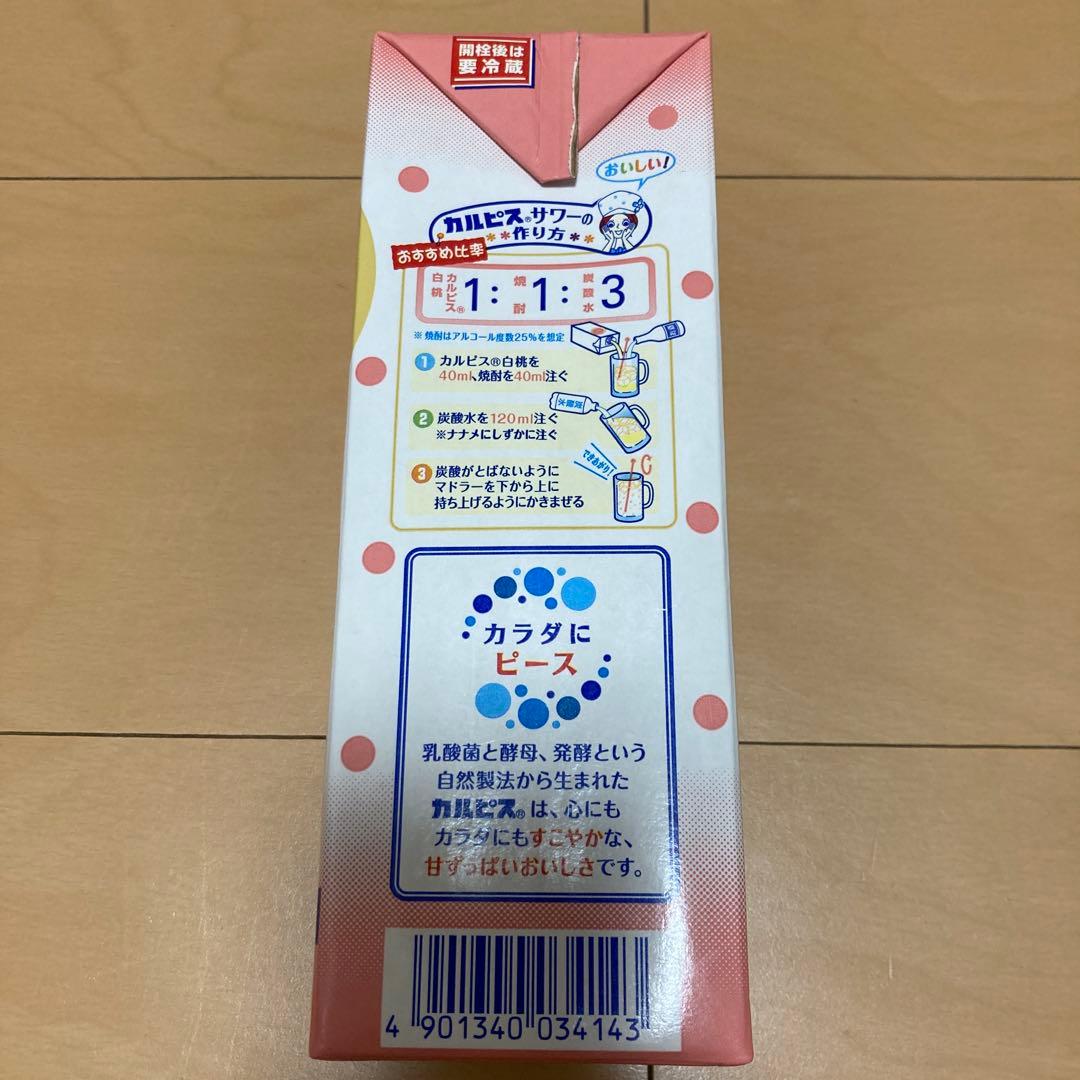 開栓後は
要冷蔵
おいしい!
カルピス®サワーの
作り方
おすすめ比率
カルピス®白桃 1: 焼酎 1: 炭酸水 3
※焼酎はアルコール度数25%を想定
1 カルピス®白桃を
40ml、焼酎を40ml注ぐ
2 炭酸水を120ml注ぐ
※ナナメにしずかに注ぐ
炭酸水
3 炭酸がとばないように
マドラーを下から上に
持ち上げるようにかきまぜる
できあがり!
カラダに
ピース
乳酸菌と酵母、発酵という
自然製法から生まれた
カルピス®は、心にも
カラダにもすこやかな、
甘ずっぱいおいしさです。
4 901340 034143